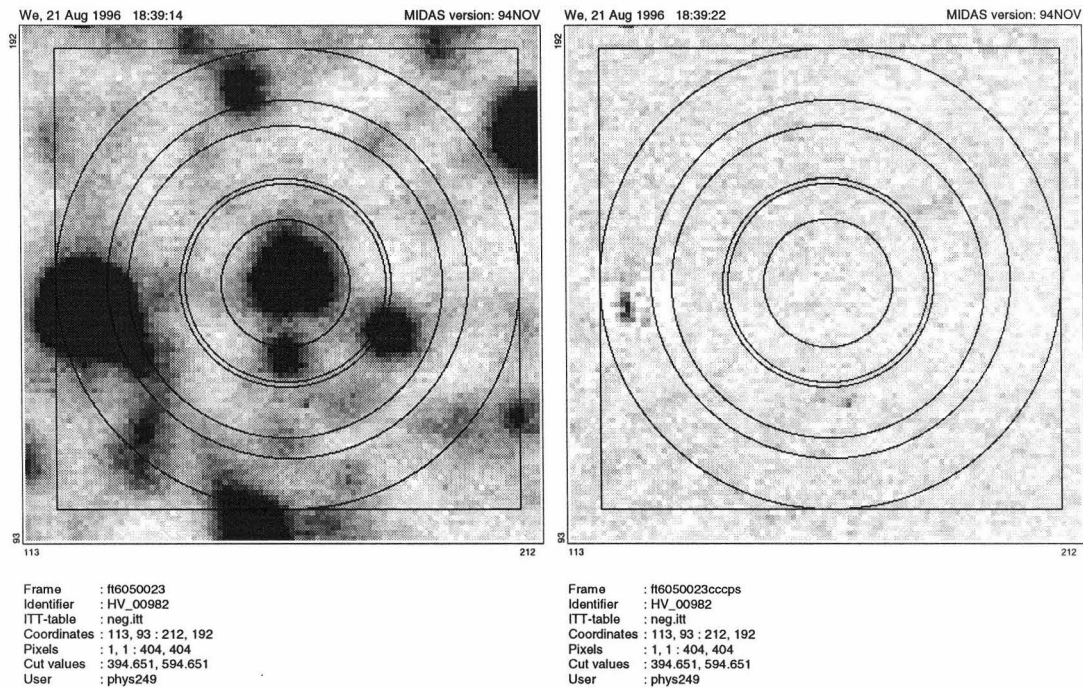 We, 21 Aug 1996 18:39:14 MIDAS version: 94NOV
192
93
113 212
Frame : ft6050023
Identifier : HV_00982
ITT-table : neg.itt
Coordinates : 113, 93 : 212, 192
Pixels : 1, 1 : 404, 404
Cut values : 394.651, 594.651
User : phys249
We, 21 Aug 1996 18:39:22 MIDAS version: 94NOV
192
93
113 212
Frame : ft6050023cccps
Identifier : HV_00982
ITT-table : neg.itt
Coordinates : 113, 93 : 212, 192
Pixels : 1, 1 : 404, 404
Cut values : 394.651, 594.651
User : phys249